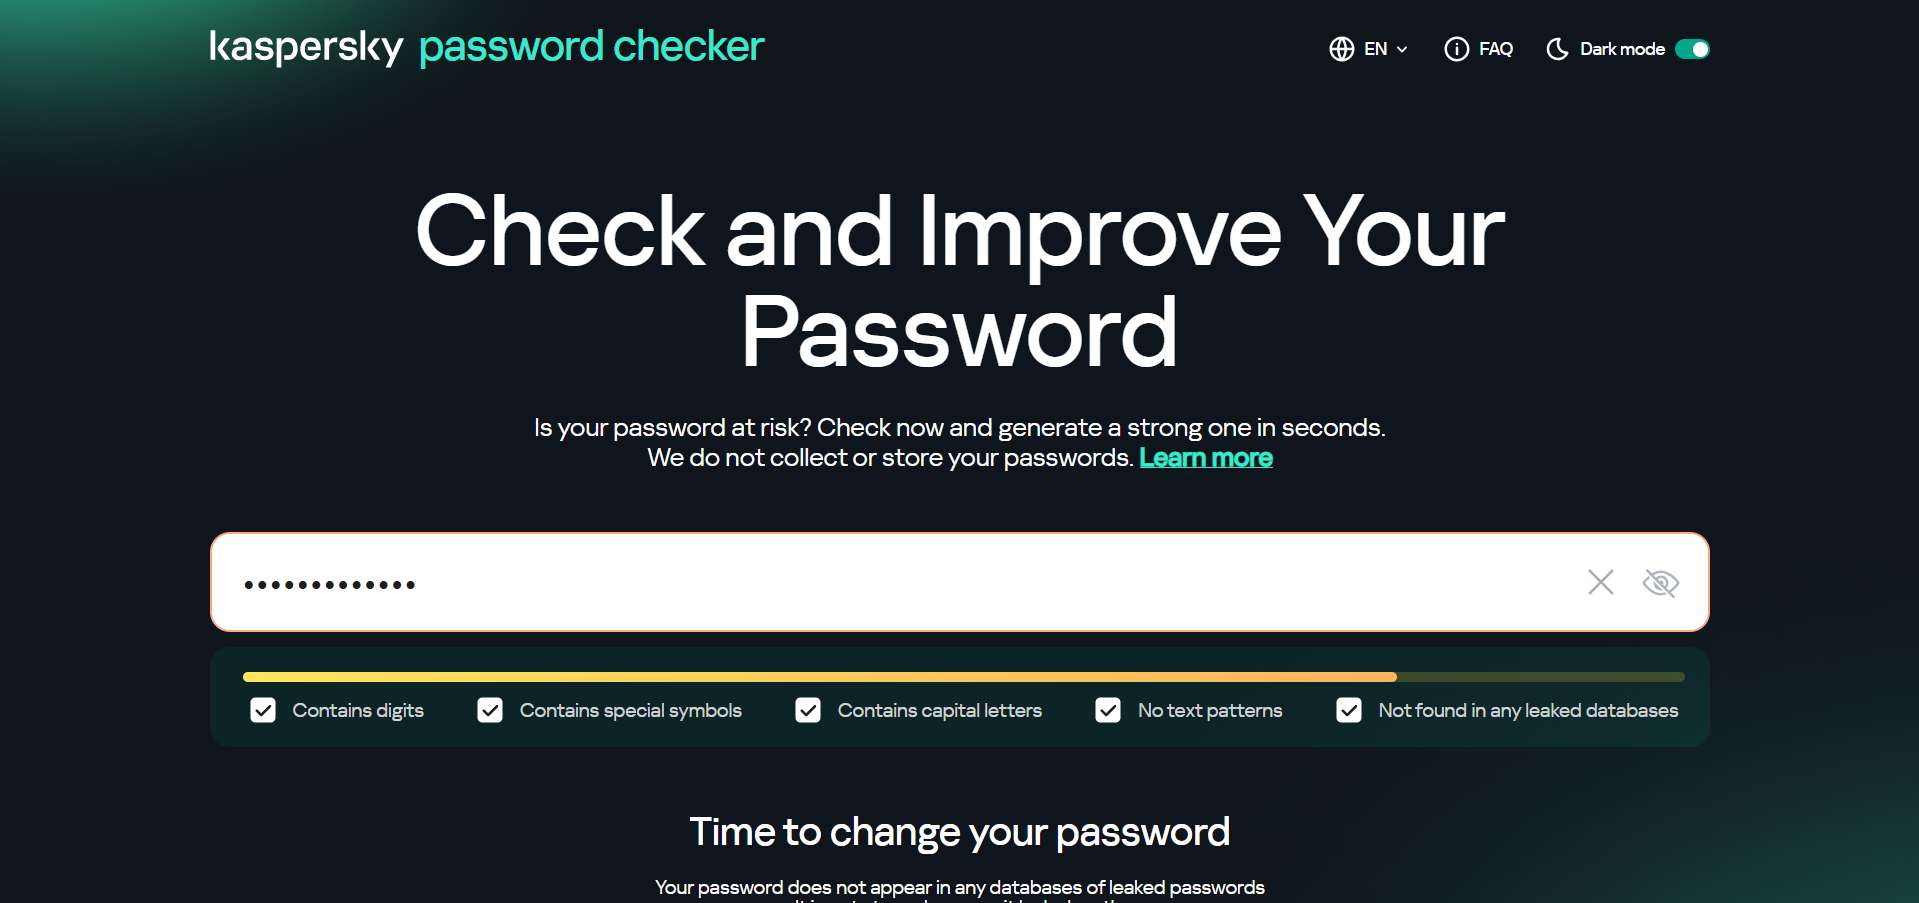 kaspersky password checker
EN
FAQ
Dark mode
Check and Improve Your
Password
Is your password at risk? Check now and generate a strong one in seconds.
We do not collect or store your passwords. Learn more
•••••••••••••
Contains digits
Contains special symbols
Contains capital letters
No text patterns
Not found in any leaked databases
Time to change your password
Your password does not appear in any databases of leaked passwords